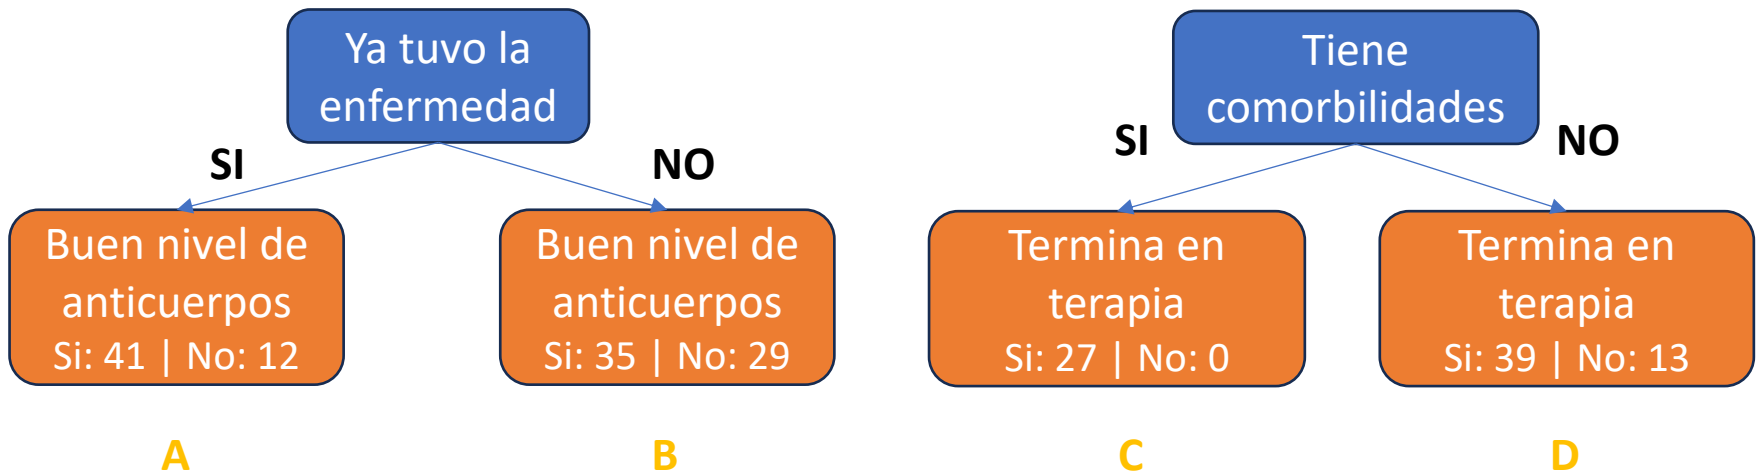 Ya tuvo la
enfermedad
SI
NO
Buen nivel de
anticuerpos
Si: 41 | No: 12
Buen nivel de
anticuerpos
Si: 35 | No: 29
A
B
Tiene
comorbilidades
SI
NO
Termina en
terapia
Si: 27 | No: 0
Termina en
terapia
Si: 39 | No: 13
C
D